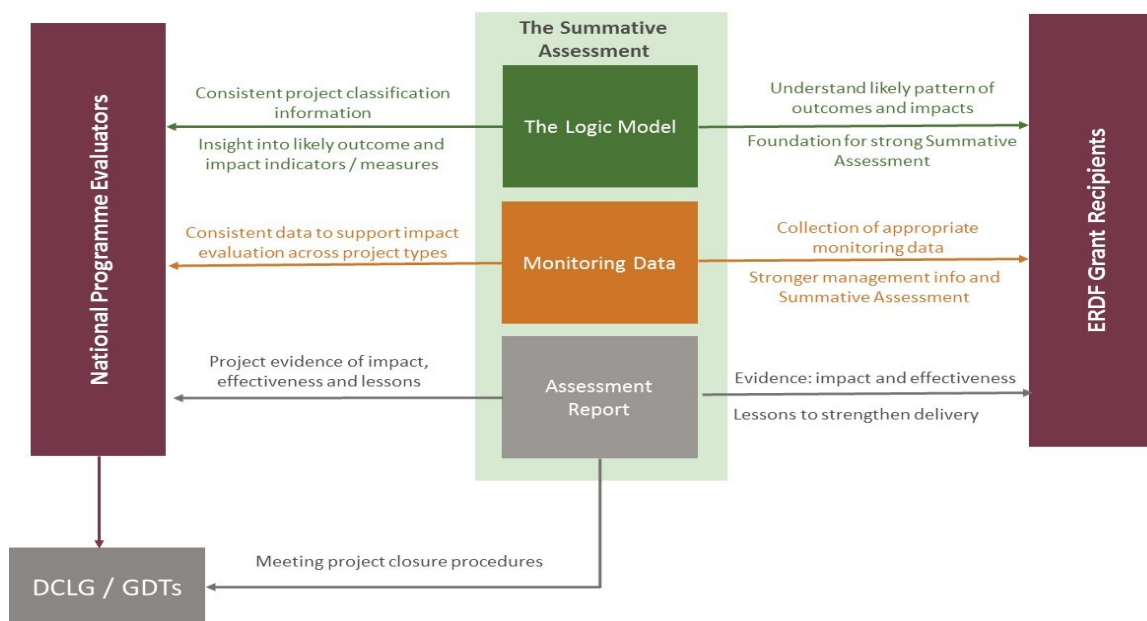 The Summative
Assessment
National Programme Evaluators
Consistent project classification
information
Insight into likely outcome and
impact indicators / measures
The Logic Model
Understand likely pattern of
outcomes and impacts
Foundation for strong Summative
Assessment
ERDF Grant Recipients
Consistent data to support impact
evaluation across project types
Monitoring Data
Collection of appropriate
monitoring data
Stronger management info and
Summative Assessment
Project evidence of impact,
effectiveness and lessons
Assessment
Report
Evidence: impact and effectiveness
Lessons to strengthen delivery
Meeting project closure procedures
DCLG / GDTs